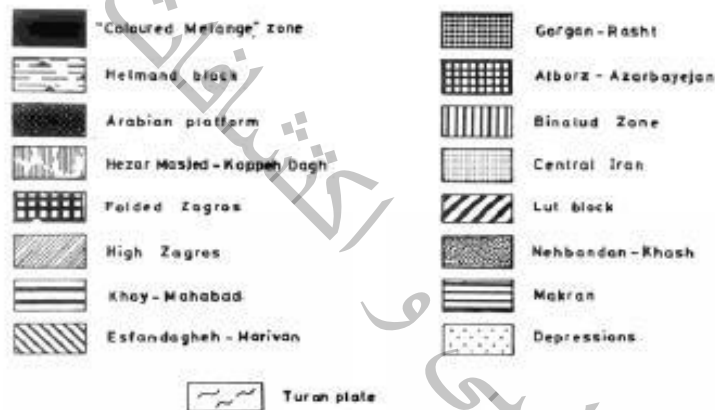 "Coloured Melange" zone
Helmand block
Arabian platform
Hezar Masjed-Koppeh Dagh
Folded Zagros
High Zagros
Khoy-Mahabad
Esfandagheh-Marivan
Gorgan-Rasht
Alborz-Azarbayejan
Binalud Zone
Central Iran
Lut block
Nehbandan-Khash
Makran
Depressions
Turan plate
و